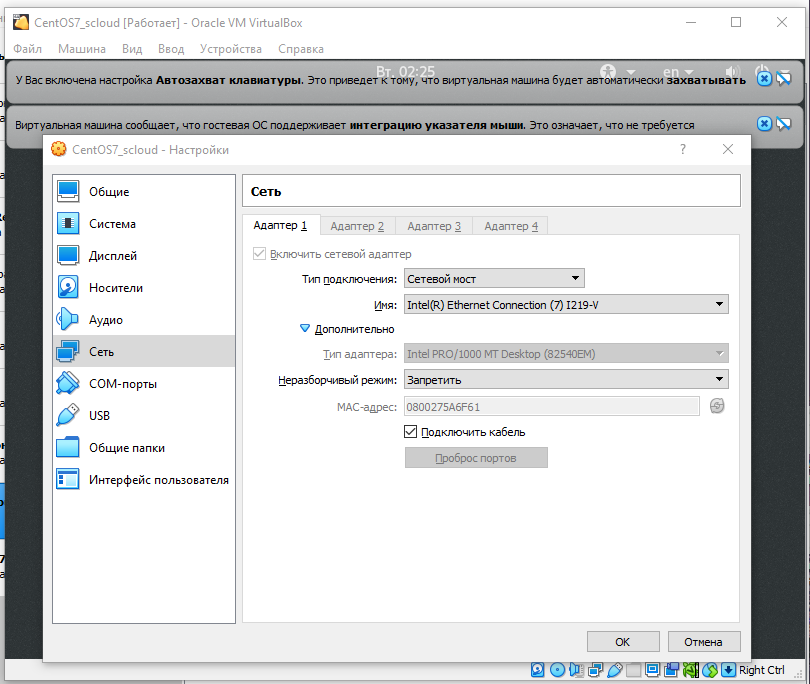 CentOS7_scloud [Работает] - Oracle VM VirtualBox
Файл Машина Вид Ввод Устройства Справка
Вт, 02:25 en
У Вас включена настройка Автозахват клавиатуры. Это приведет к тому, что виртуальная машина будет автоматически захватывать
Виртуальная машина сообщает, что гостевая ОС поддерживает интеграцию указателя мыши. Это означает, что не требуется
CentOS7_scloud - Настройки ?
Общие
Система
Дисплей
Носители
Аудио
Сеть
COM-порты
USB
Общие папки
Интерфейс пользователя
Сеть
Адаптер 1 Адаптер 2 Адаптер 3 Адаптер 4
Включить сетевой адаптер
Тип подключения: Сетевой мост
Имя: Intel(R) Ethernet Connection (7) I219-V
Дополнительно
Тип адаптера: Intel PRO/1000 MT Desktop (82540EM)
Неразборчивый режим: Запретить
MAC-адрес: 0800275A6F61
Подключить кабель
Проброс портов
OK Отмена
Right Ctrl